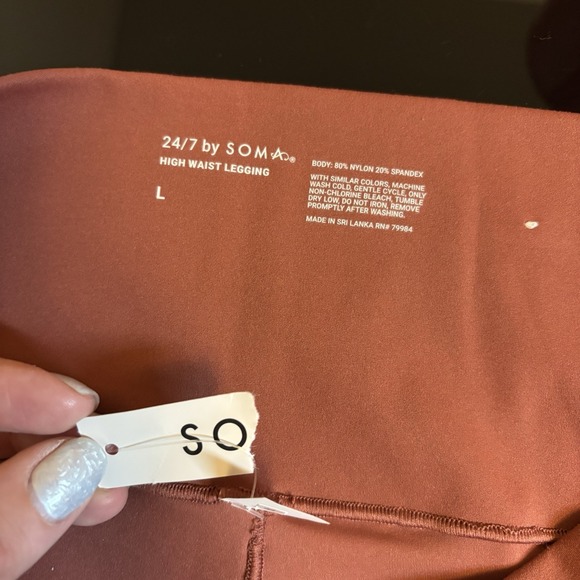 24/7 by SOMA®
HIGH WAIST LEGGING
L
BODY: 80% NYLON 20% SPANDEX
WITH SIMILAR COLORS, MACHINE
WASH COLD, GENTLE CYCLE, ONLY
NON-CHLORINE BLEACH, TUMBLE
DRY LOW, DO NOT IRON, REMOVE
PROMPTLY AFTER WASHING.
MADE IN SRI LANKA RN# 79984
SO